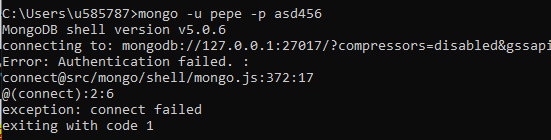 C:\Users\u585787>mongo -u pepe -p asd456
MongoDB shell version v5.0.6
connecting to: mongodb://127.0.0.1:27017/?compressors=disabled&gssapi
Error: Authentication failed. :
connect@src/mongo/shell/mongo.js:372:17
@(connect):2:6
exception: connect failed
exiting with code 1